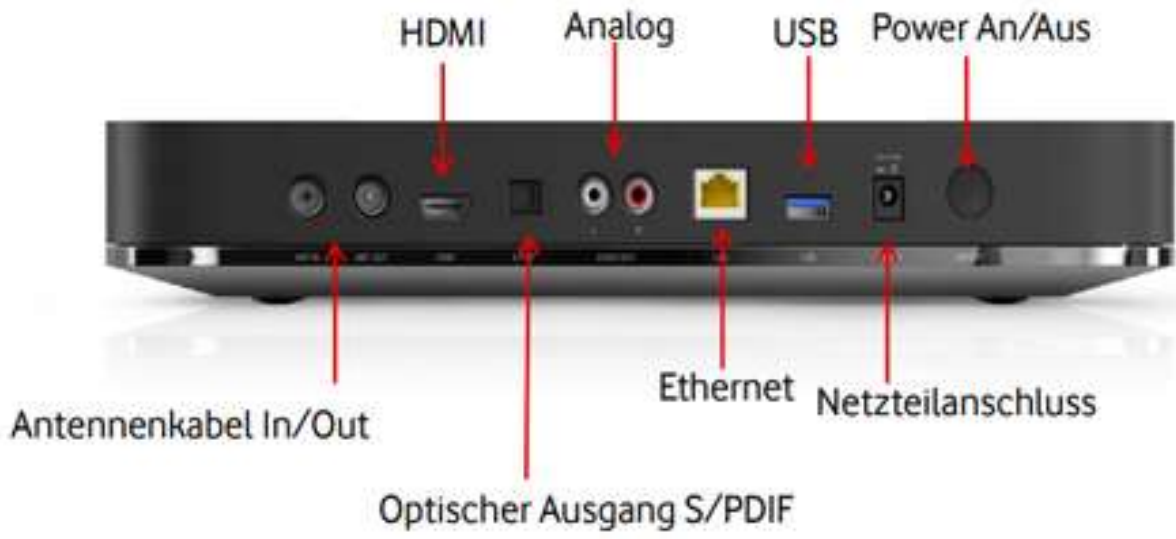 HDMI
Analog
USB
Power An/Aus
Antennenkabel In/Out
Optischer Ausgang S/PDIF
Ethernet
Netzteilanschluss